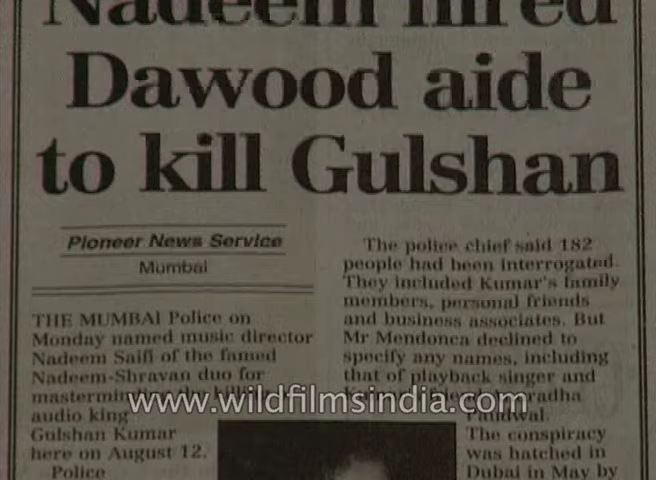 Nadeem hired
Dawood aide
to kill Gulshan
Pioneer News Service
Mumbai
THE MUMBAI Police on
Monday named music director
Nadeem Saifi of the famed
Nadeem-Shravan duo for
audio king
Gulshan Kumar
here on August 12.
Police
The police chief said 182
people had been interrogated.
They included Kumar's family
members, personal friends
and business associates. But
Mr Mendonca declined to
specify any names, including
that of playback singer and
The conspiracy
was hatched in
Dubai in May by
www.wildfilmsindia.com